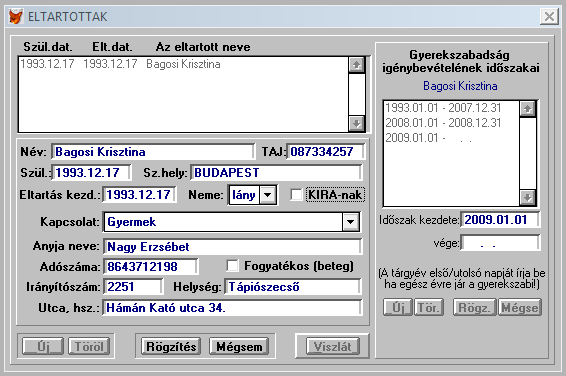 ELTARTOTTAK
Szül.dat. Elt.dat. Az eltartott neve
1993.12.17 1993.12.17 Bagosi Krisztina
Név: Bagosi Krisztina TAJ: 087334257
Szül.: 1993.12.17 Sz.hely: BUDAPEST
Eltartás kezd.: 1993.12.17 Neme: lány KIRA-nak
Kapcsolat: Gyermek
Anyja neve: Nagy Erzsébet
Adószáma: 8643712198 Fogyatékos (beteg)
Irányítószám: 2251 Helység: Tápiószecső
Utca, hsz.: Hámán Kató utca 34.
Új Töröl Rögzítés Mégsem Viszlát
Gyerekszabadság
igénybevételének időszakai
Bagosi Krisztina
1993.01.01 - 2007.12.31
2008.01.01 - 2008.12.31
2009.01.01 - . .
Időszak kezdete: 2009.01.01
vége: . .
(A tárgyév első/utolsó napját írja be
ha egész évre jár a gyerekszabi!)
Új Tör. Rögz. Mégse